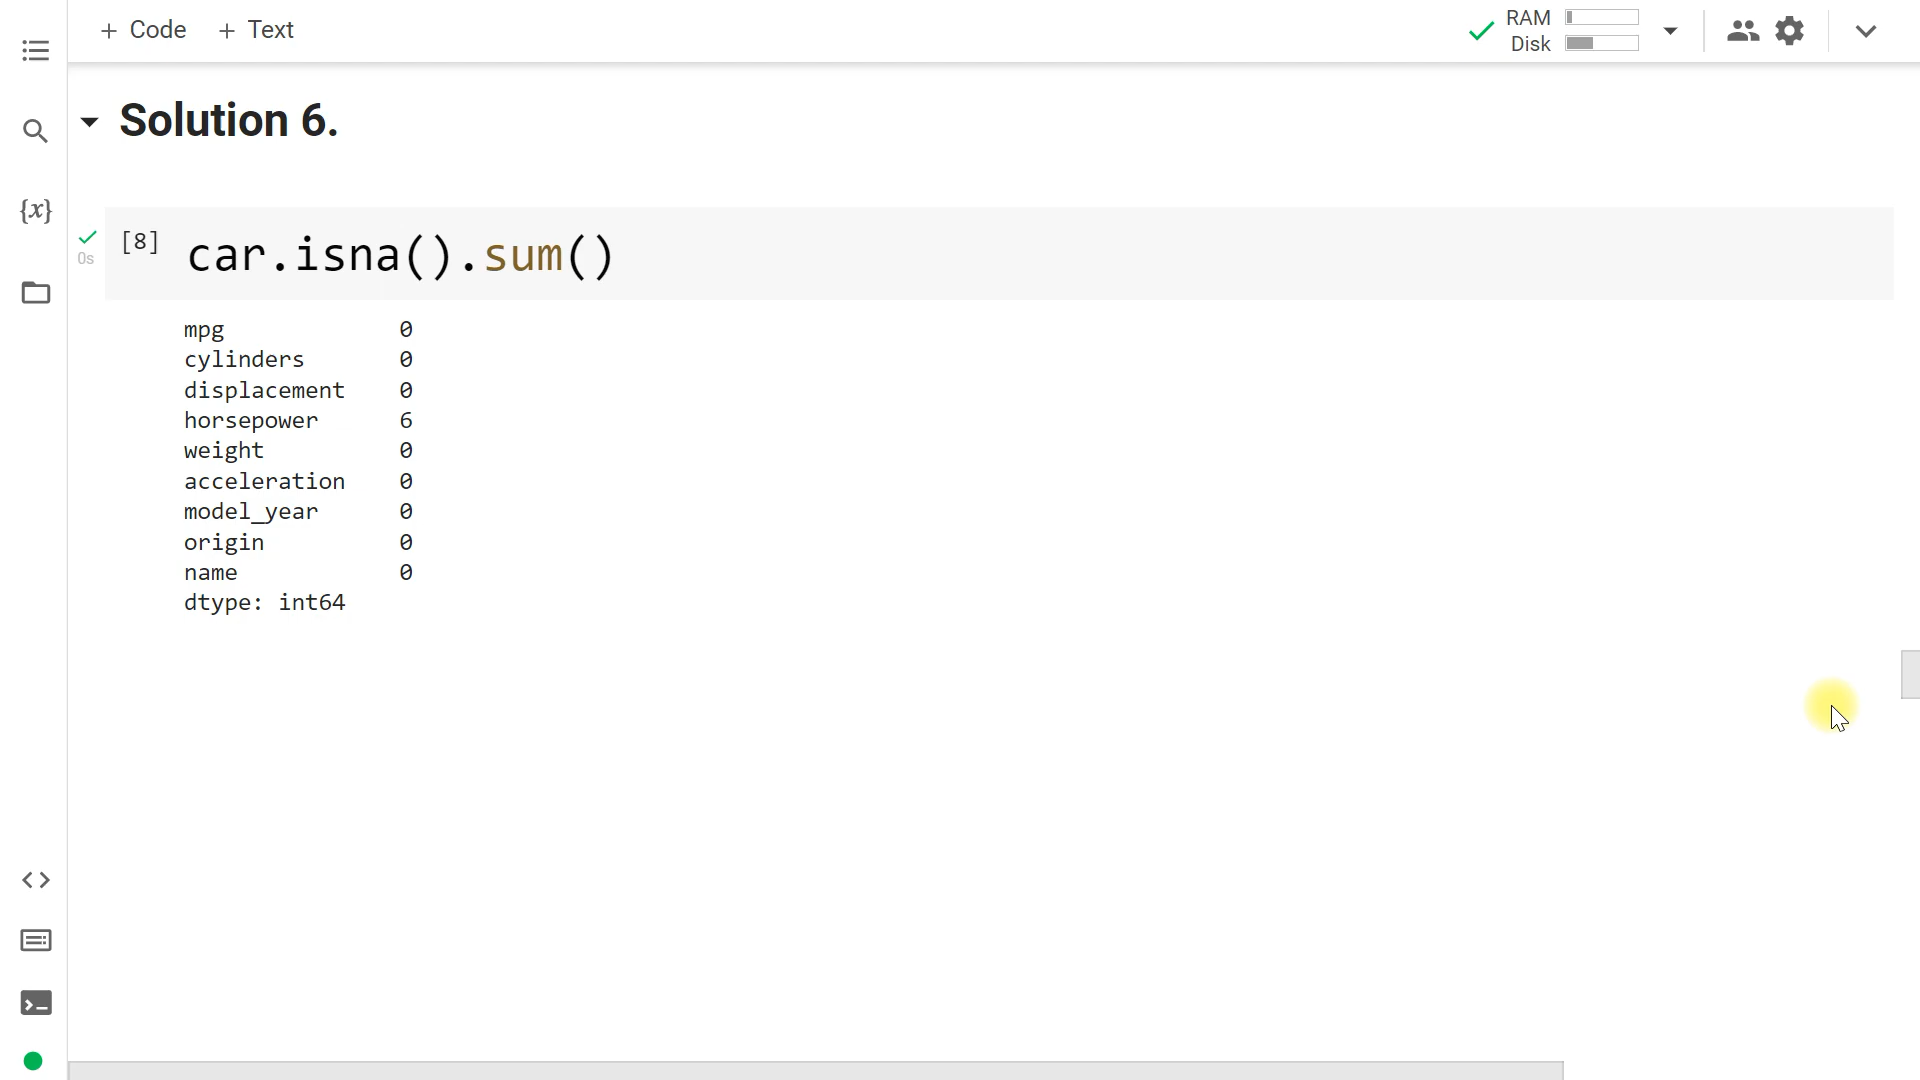 + Code + Text
RAM
Disk
Solution 6.
{x}
[8] car.isna().sum()
0s
mpg 0
cylinders 0
displacement 0
horsepower 6
weight 0
acceleration 0
model_year 0
origin 0
name 0
dtype: int64